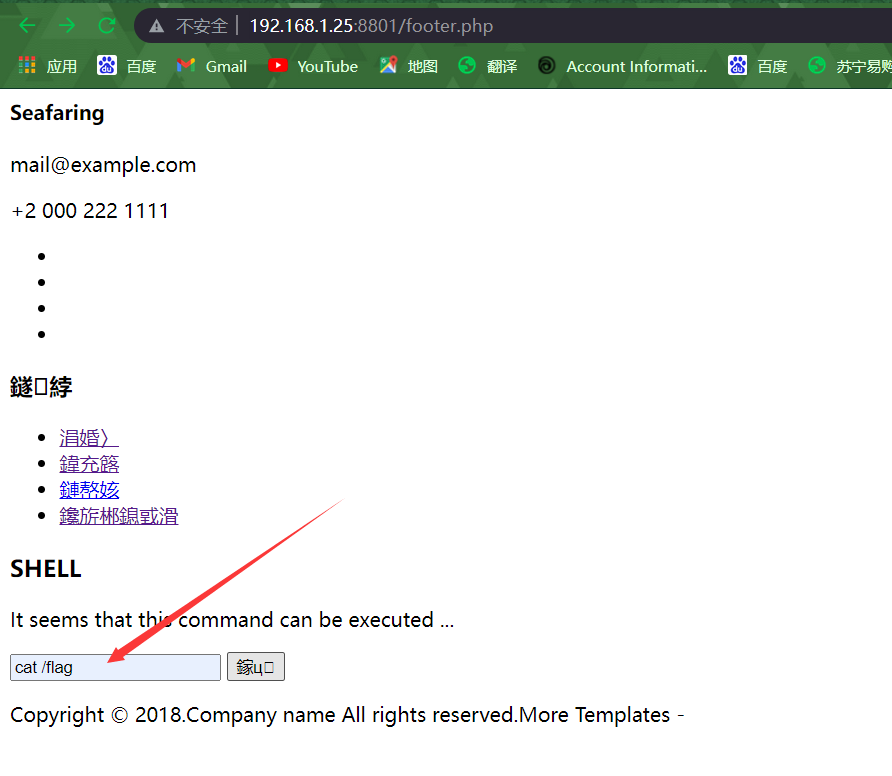 不安全 | 192.168.1.25:8801/footer.php
应用 百度 Gmail YouTube 地图 翻译 Account Informati... 百度 苏宁易购
Seafaring
mail@example.com
+2 000 222 1111
鐩綍
涓婚〉
鍏充簬
鏈嶅姟
鑱旂郴鎴戜滑
SHELL
It seems that this command can be executed ...
cat /flag
Copyright © 2018.Company name All rights reserved.More Templates -